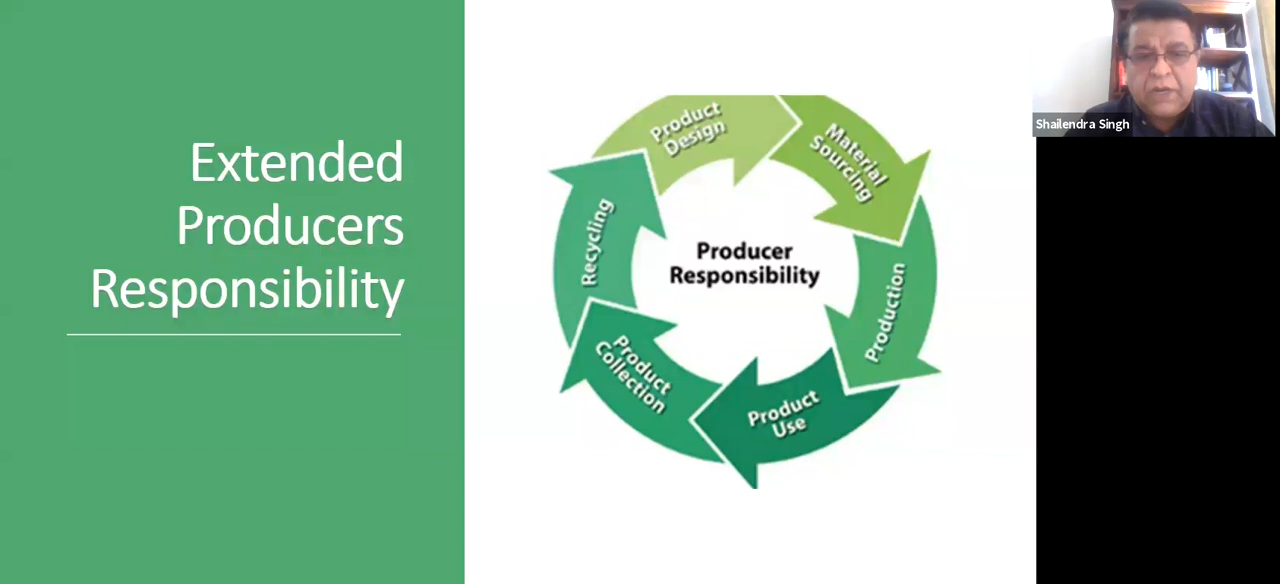 Extended
Producers
Responsibility
Product
Design
Material
Sourcing
Production
Product
Use
Product
Collection
Recycling
Producer
Responsibility
Shailendra Singh